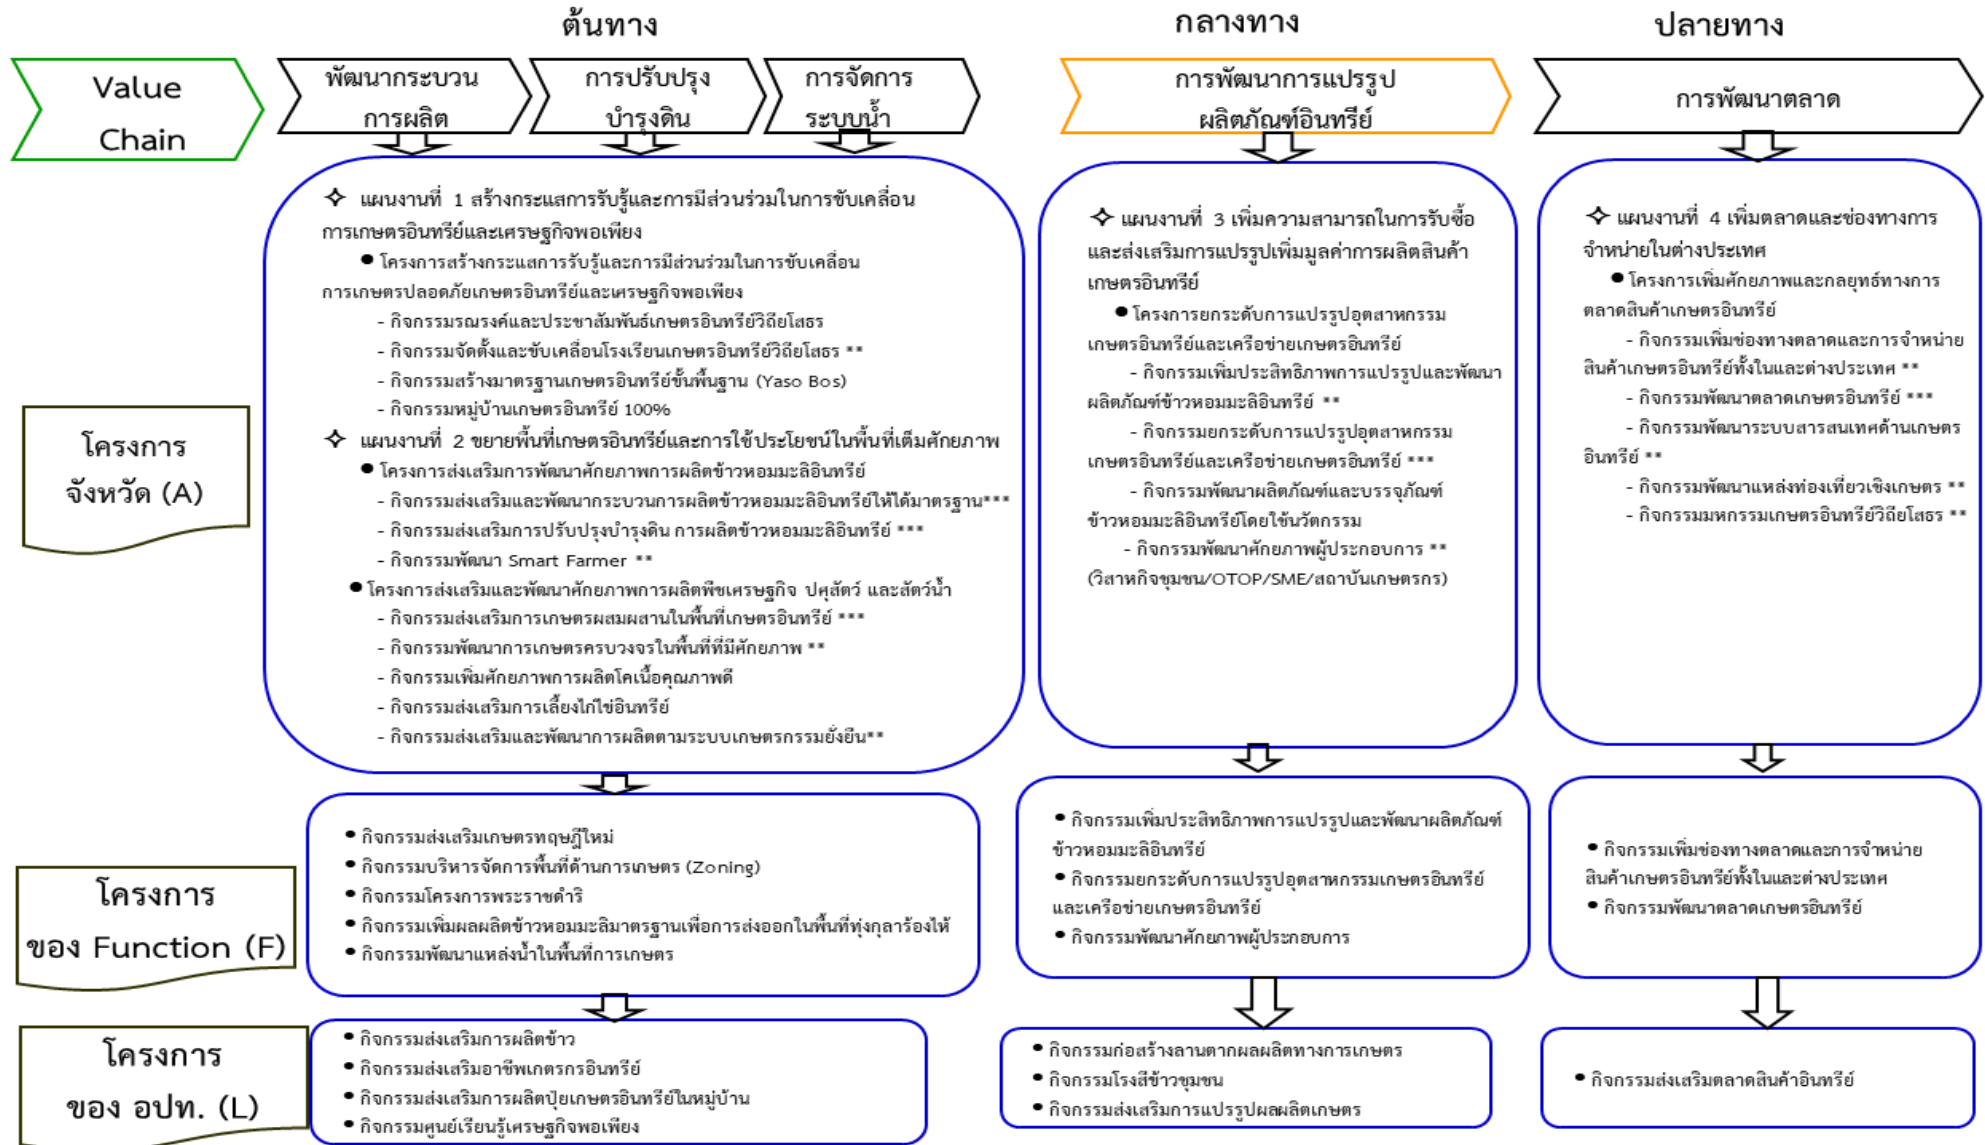 ต้นทาง
กลางทาง
ปลายทาง
Value
Chain
พัฒนากระบวน
การผลิต
การปรับปรุง
บำรุงดิน
การจัดการ
ระบบน้ำ
การพัฒนาการแปรรูป
ผลิตภัณฑ์อินทรีย์
การพัฒนาตลาด
โครงการ
จังหวัด (A)
✧ แผนงานที่ 1 สร้างกระแสการรับรู้และการมีส่วนร่วมในการขับเคลื่อน
การเกษตรอินทรีย์และเศรษฐกิจพอเพียง
● โครงการสร้างกระแสการรับรู้และการมีส่วนร่วมในการขับเคลื่อน
การเกษตรปลอดภัยเกษตรอินทรีย์และเศรษฐกิจพอเพียง
- กิจกรรมรณรงค์และประชาสัมพันธ์เกษตรอินทรีย์วิถียโสธร
- กิจกรรมจัดตั้งและขับเคลื่อนโรงเรียนเกษตรอินทรีย์วิถียโสธร **
- กิจกรรมสร้างมาตรฐานเกษตรอินทรีย์ขั้นพื้นฐาน (Yaso Bos)
- กิจกรรมหมู่บ้านเกษตรอินทรีย์ 100%
✧ แผนงานที่ 2 ขยายพื้นที่เกษตรอินทรีย์และการใช้ประโยชน์ในพื้นที่เต็มศักยภาพ
● โครงการส่งเสริมการพัฒนาศักยภาพการผลิตข้าวหอมมะลิอินทรีย์
- กิจกรรมส่งเสริมและพัฒนากระบวนการผลิตข้าวหอมมะลิอินทรีย์ให้ได้มาตรฐาน***
- กิจกรรมส่งเสริมการปรับปรุงบำรุงดิน การผลิตข้าวหอมมะลิอินทรีย์ ***
- กิจกรรมพัฒนา Smart Farmer **
● โครงการส่งเสริมและพัฒนาศักยภาพการผลิตพืชเศรษฐกิจ ปศุสัตว์ และสัตว์น้ำ
- กิจกรรมส่งเสริมการเกษตรผสมผสานในพื้นที่เกษตรอินทรีย์ ***
- กิจกรรมพัฒนาการเกษตรครบวงจรในพื้นที่ที่มีศักยภาพ **
- กิจกรรมเพิ่มศักยภาพการผลิตโคเนื้อคุณภาพดี
- กิจกรรมส่งเสริมการเลี้ยงไก่ไข่อินทรีย์
- กิจกรรมส่งเสริมและพัฒนาการผลิตตามระบบเกษตรกรรมยั่งยืน**
✧ แผนงานที่ 3 เพิ่มความสามารถในการรับซื้อ
และส่งเสริมการแปรรูปเพิ่มมูลค่าการผลิตสินค้า
เกษตรอินทรีย์
● โครงการยกระดับการแปรรูปอุตสาหกรรม
เกษตรอินทรีย์และเครือข่ายเกษตรอินทรีย์
- กิจกรรมเพิ่มประสิทธิภาพการแปรรูปและพัฒนา
ผลิตภัณฑ์ข้าวหอมมะลิอินทรีย์ **
- กิจกรรมยกระดับการแปรรูปอุตสาหกรรม
เกษตรอินทรีย์และเครือข่ายเกษตรอินทรีย์ ***
- กิจกรรมพัฒนาผลิตภัณฑ์และบรรจุภัณฑ์
ข้าวหอมมะลิอินทรีย์โดยใช้นวัตกรรม
- กิจกรรมพัฒนาศักยภาพผู้ประกอบการ **
(วิสาหกิจชุมชน/OTOP/SME/สถาบันเกษตรกร)
✧ แผนงานที่ 4 เพิ่มตลาดและช่องทางการ
จำหน่ายในต่างประเทศ
● โครงการเพิ่มศักยภาพและกลยุทธ์ทางการ
ตลาดสินค้าเกษตรอินทรีย์
- กิจกรรมเพิ่มช่องทางตลาดและการจำหน่าย
สินค้าเกษตรอินทรีย์ทั้งในและต่างประเทศ **
- กิจกรรมพัฒนาตลาดเกษตรอินทรีย์ ***
- กิจกรรมพัฒนาระบบสารสนเทศด้านเกษตร
อินทรีย์ **
- กิจกรรมพัฒนาแหล่งท่องเที่ยวเชิงเกษตร **
- กิจกรรมมหกรรมเกษตรอินทรีย์วิถียโสธร **
โครงการ
ของ Function (F)
● กิจกรรมส่งเสริมเกษตรทฤษฎีใหม่
● กิจกรรมบริหารจัดการพื้นที่ด้านการเกษตร (Zoning)
● กิจกรรมโครงการพระราชดำริ
● กิจกรรมเพิ่มผลผลิตข้าวหอมมะลิมาตรฐานเพื่อการส่งออกในพื้นที่ทุ่งกุลาร้องไห้
● กิจกรรมพัฒนาแหล่งน้ำในพื้นที่การเกษตร
● กิจกรรมเพิ่มประสิทธิภาพการแปรรูปและพัฒนาผลิตภัณฑ์
ข้าวหอมมะลิอินทรีย์
● กิจกรรมยกระดับการแปรรูปอุตสาหกรรมเกษตรอินทรีย์
และเครือข่ายเกษตรอินทรีย์
● กิจกรรมพัฒนาศักยภาพผู้ประกอบการ
● กิจกรรมเพิ่มช่องทางตลาดและการจำหน่าย
สินค้าเกษตรอินทรีย์ทั้งในและต่างประเทศ
● กิจกรรมพัฒนาตลาดเกษตรอินทรีย์
โครงการ
ของ อปท. (L)
● กิจกรรมส่งเสริมการผลิตข้าว
● กิจกรรมส่งเสริมอาชีพเกตรกรอินทรีย์
● กิจกรรมส่งเสริมการผลิตปุ๋ยเกษตรอินทรีย์ในหมู่บ้าน
● กิจกรรมศูนย์เรียนรู้เศรษฐกิจพอเพียง
● กิจกรรมก่อสร้างลานตากผลผลิตทางการเกษตร
● กิจกรรมโรงสีข้าวชุมชน
● กิจกรรมส่งเสริมการแปรรูปผลผลิตเกษตร
● กิจกรรมส่งเสริมตลาดสินค้าอินทรีย์